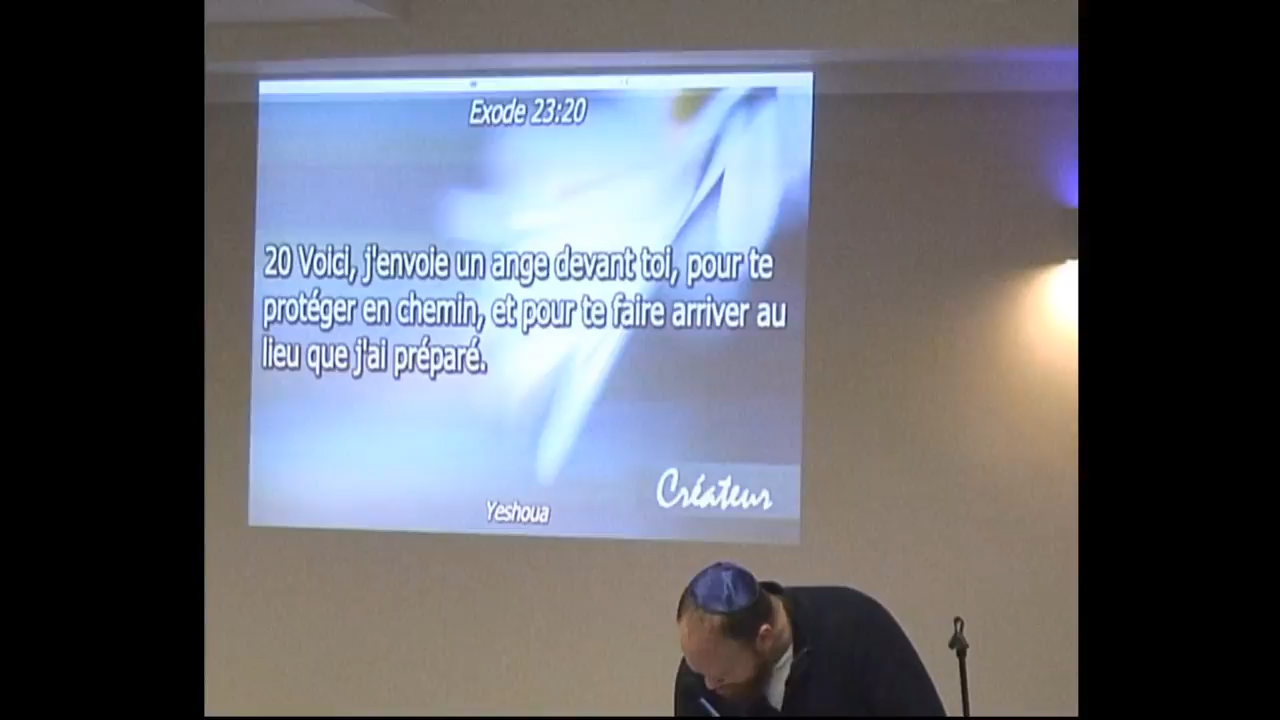 Exode 23:20
20 Voici, j'envoie un ange devant toi, pour te
protéger en chemin, et pour te faire arriver au
lieu que j'ai préparé.
Créateur
Yeshoua